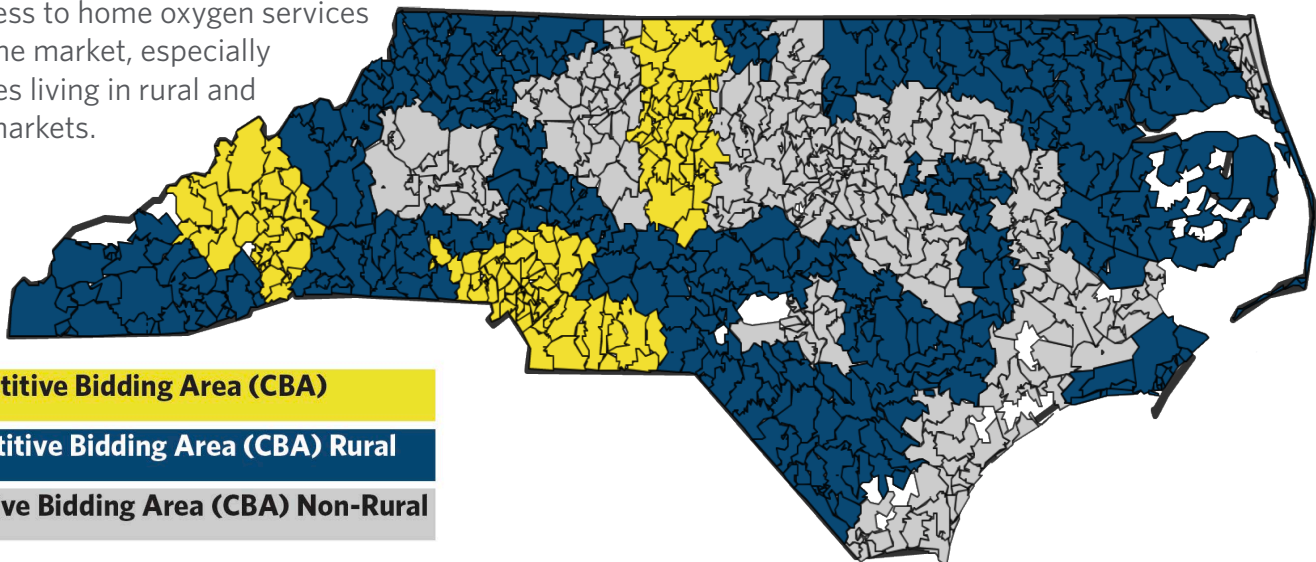 ess to home oxygen services
ne market, especially
es living in rural and
narkets.
titive Bidding Area (CBA)
titive Bidding Area (CBA) Rural
ve Bidding Area (CBA) Non-Rural